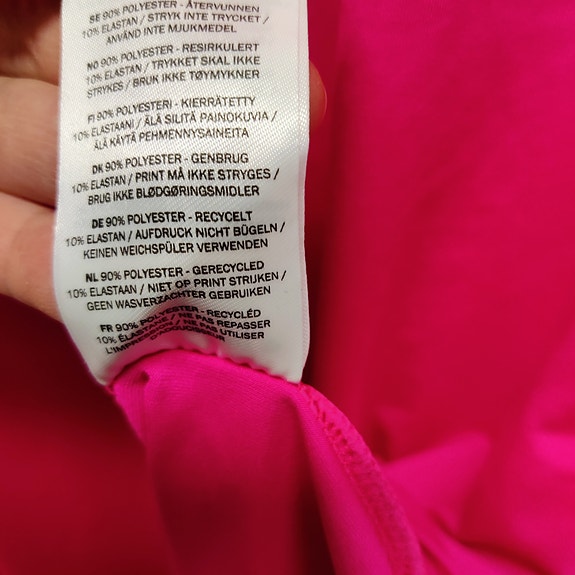 SE 90% POLYESTER - ÅTERVUNNEN
10% ELASTAN / STRYK INTE TRYCKET /
ANVÄND INTE MJUKMEDEL
NO 90% POLYESTER - RESIRKULERT
10% ELASTAN / TRYKKET SKAL IKKE
STRYKES / BRUK IKKE TØYMYKNER
FI 90% POLYESTERI - KIERRÄTETTY
10% ELASTAANI / ÄLÄ SILITÄ PAINOKUVIA /
ÄLÄ KÄYTÄ PEHMENNYSAINEITA
DK 90% POLYESTER - GENBRUG
10% ELASTAN / PRINT MÅ IKKE STRYGES /
BRUG IKKE BLØDGØRINGSMIDLER
DE 90% POLYESTER - RECYCELT
10% ELASTAN / AUFDRUCK NICHT BÜGELN /
KEINEN WEICHSPÜLER VERWENDEN
NL 90% POLYESTER - GERECYCLED
10% ELASTAAN / NIET OP PRINT STRIJKEN /
GEEN WASVERZACHTER GEBRUIKEN
FR 90% POLYESTER - RECYCLÉD
10% ÉLASTANE / NE PAS REPASSER
L'IMPRESSION / NE PAS UTILISER
D'ADOUCISSEUR